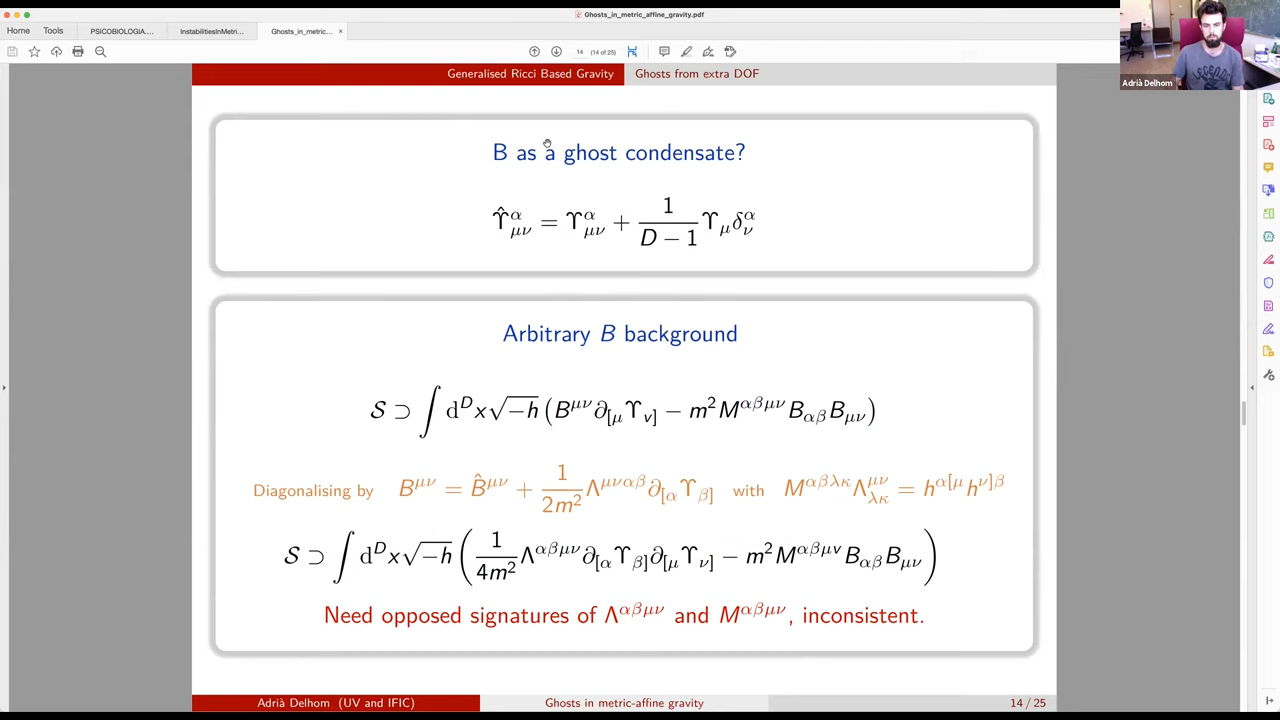 Ghosts_in_metric_affine_gravity.pdf
Home Tools PSICOBIOLOGIA.... InstabilitiesInMetri... Ghosts_in_metric... ×
14 (14 of 25)
Generalised Ricci Based Gravity Ghosts from extra DOF
Adrià Delhom
B as a ghost condensate?
ϒ̂^α_{μν} = ϒ^α_{μν} + 1/(D − 1) ϒ_μ δ^α_ν
Arbitrary B background
𝒮 ⊃ ∫ d^D x √−h (B^{μν} ∂_{[μ} ϒ_{ν]} − m² M^{αβμν} B_{αβ} B_{μν})
Diagonalising by B^{μν} = B̂^{μν} + 1/(2m²) Λ^{μναβ} ∂_{[α} ϒ_{β]} with M^{αβλκ} Λ^{μν}_{λκ} = h^{α[μ} h^{ν]β}
𝒮 ⊃ ∫ d^D x √−h (1/(4m²) Λ^{αβμν} ∂_{[α} ϒ_{β]} ∂_{[μ} ϒ_{ν]} − m² M^{αβμν} B_{αβ} B_{μν})
Need opposed signatures of Λ^{αβμν} and M^{αβμν}, inconsistent.
Adrià Delhom (UV and IFIC) Ghosts in metric-affine gravity 14 / 25